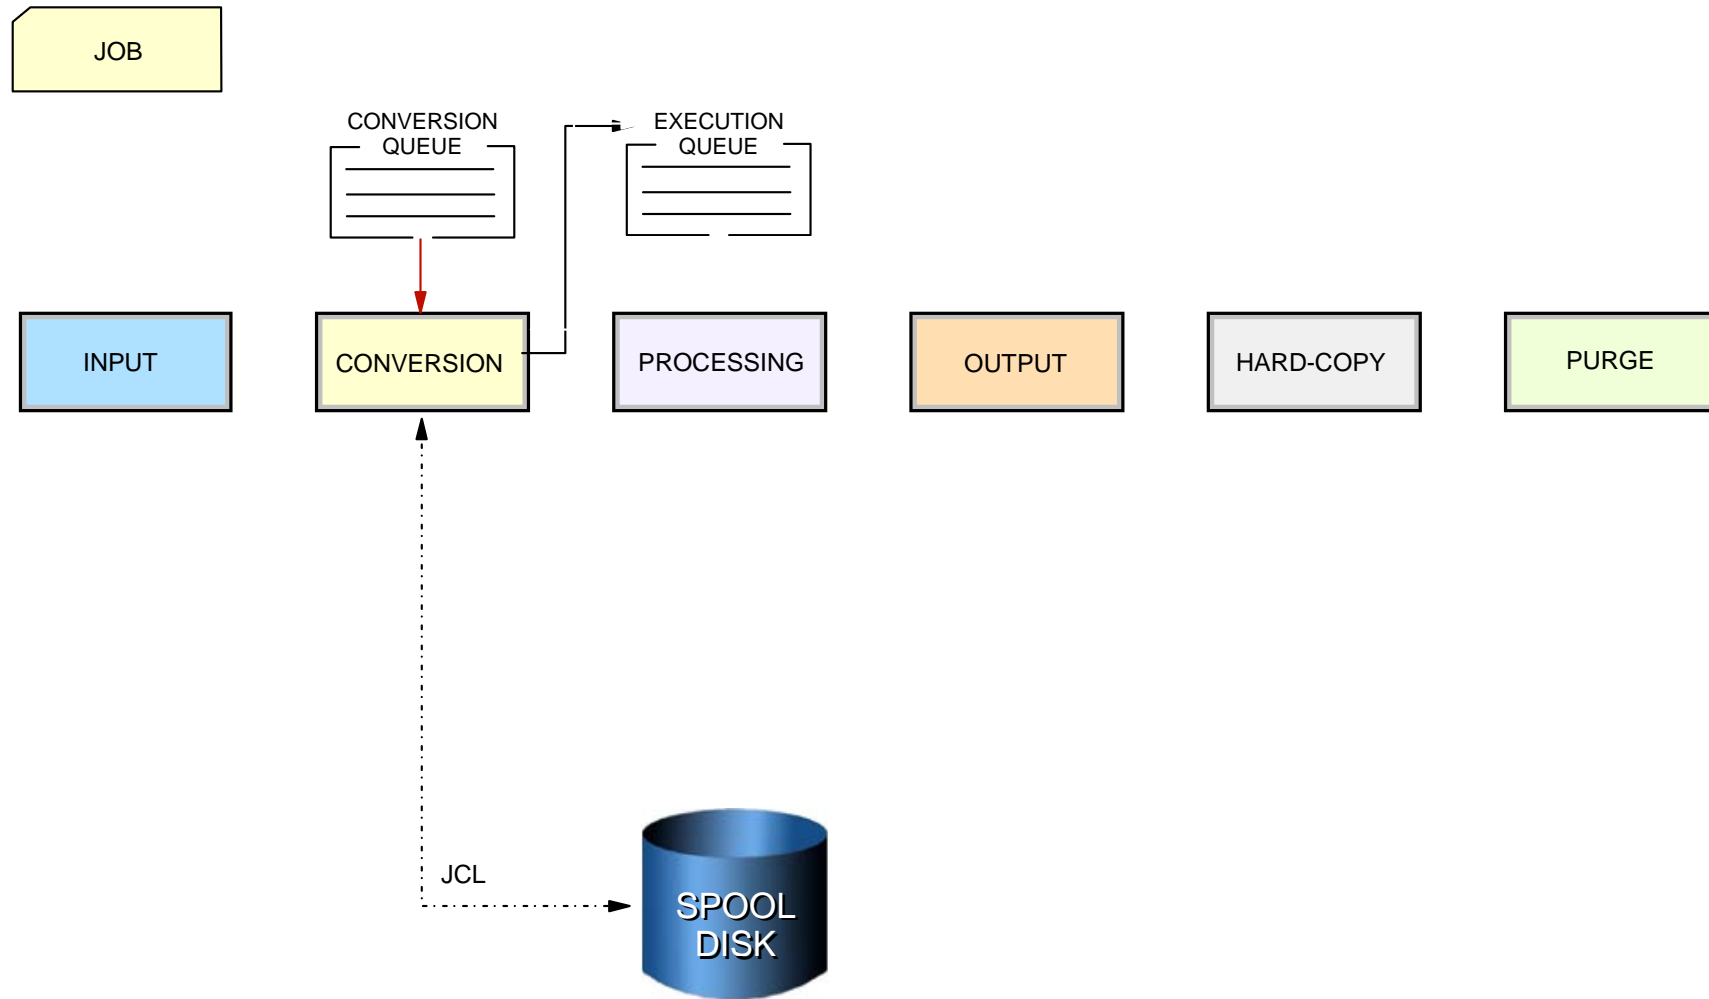 JOB
CONVERSION
QUEUE
EXECUTION
QUEUE
INPUT
CONVERSION
PROCESSING
OUTPUT
HARD-COPY
PURGE
JCL
SPOOL
DISK